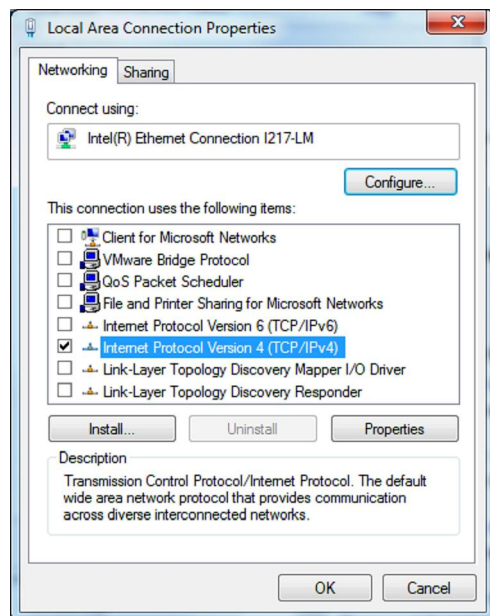 Local Area Connection Properties
Networking
Sharing
Connect using:
Intel(R) Ethernet Connection I217-LM
Configure...
This connection uses the following items:
Client for Microsoft Networks
VMware Bridge Protocol
QoS Packet Scheduler
File and Printer Sharing for Microsoft Networks
Internet Protocol Version 6 (TCP/IPv6)
Internet Protocol Version 4 (TCP/IPv4)
Link-Layer Topology Discovery Mapper I/O Driver
Link-Layer Topology Discovery Responder
Install...
Uninstall
Properties
Description
Transmission Control Protocol/Internet Protocol. The default
wide area network protocol that provides communication
across diverse interconnected networks.
OK
Cancel